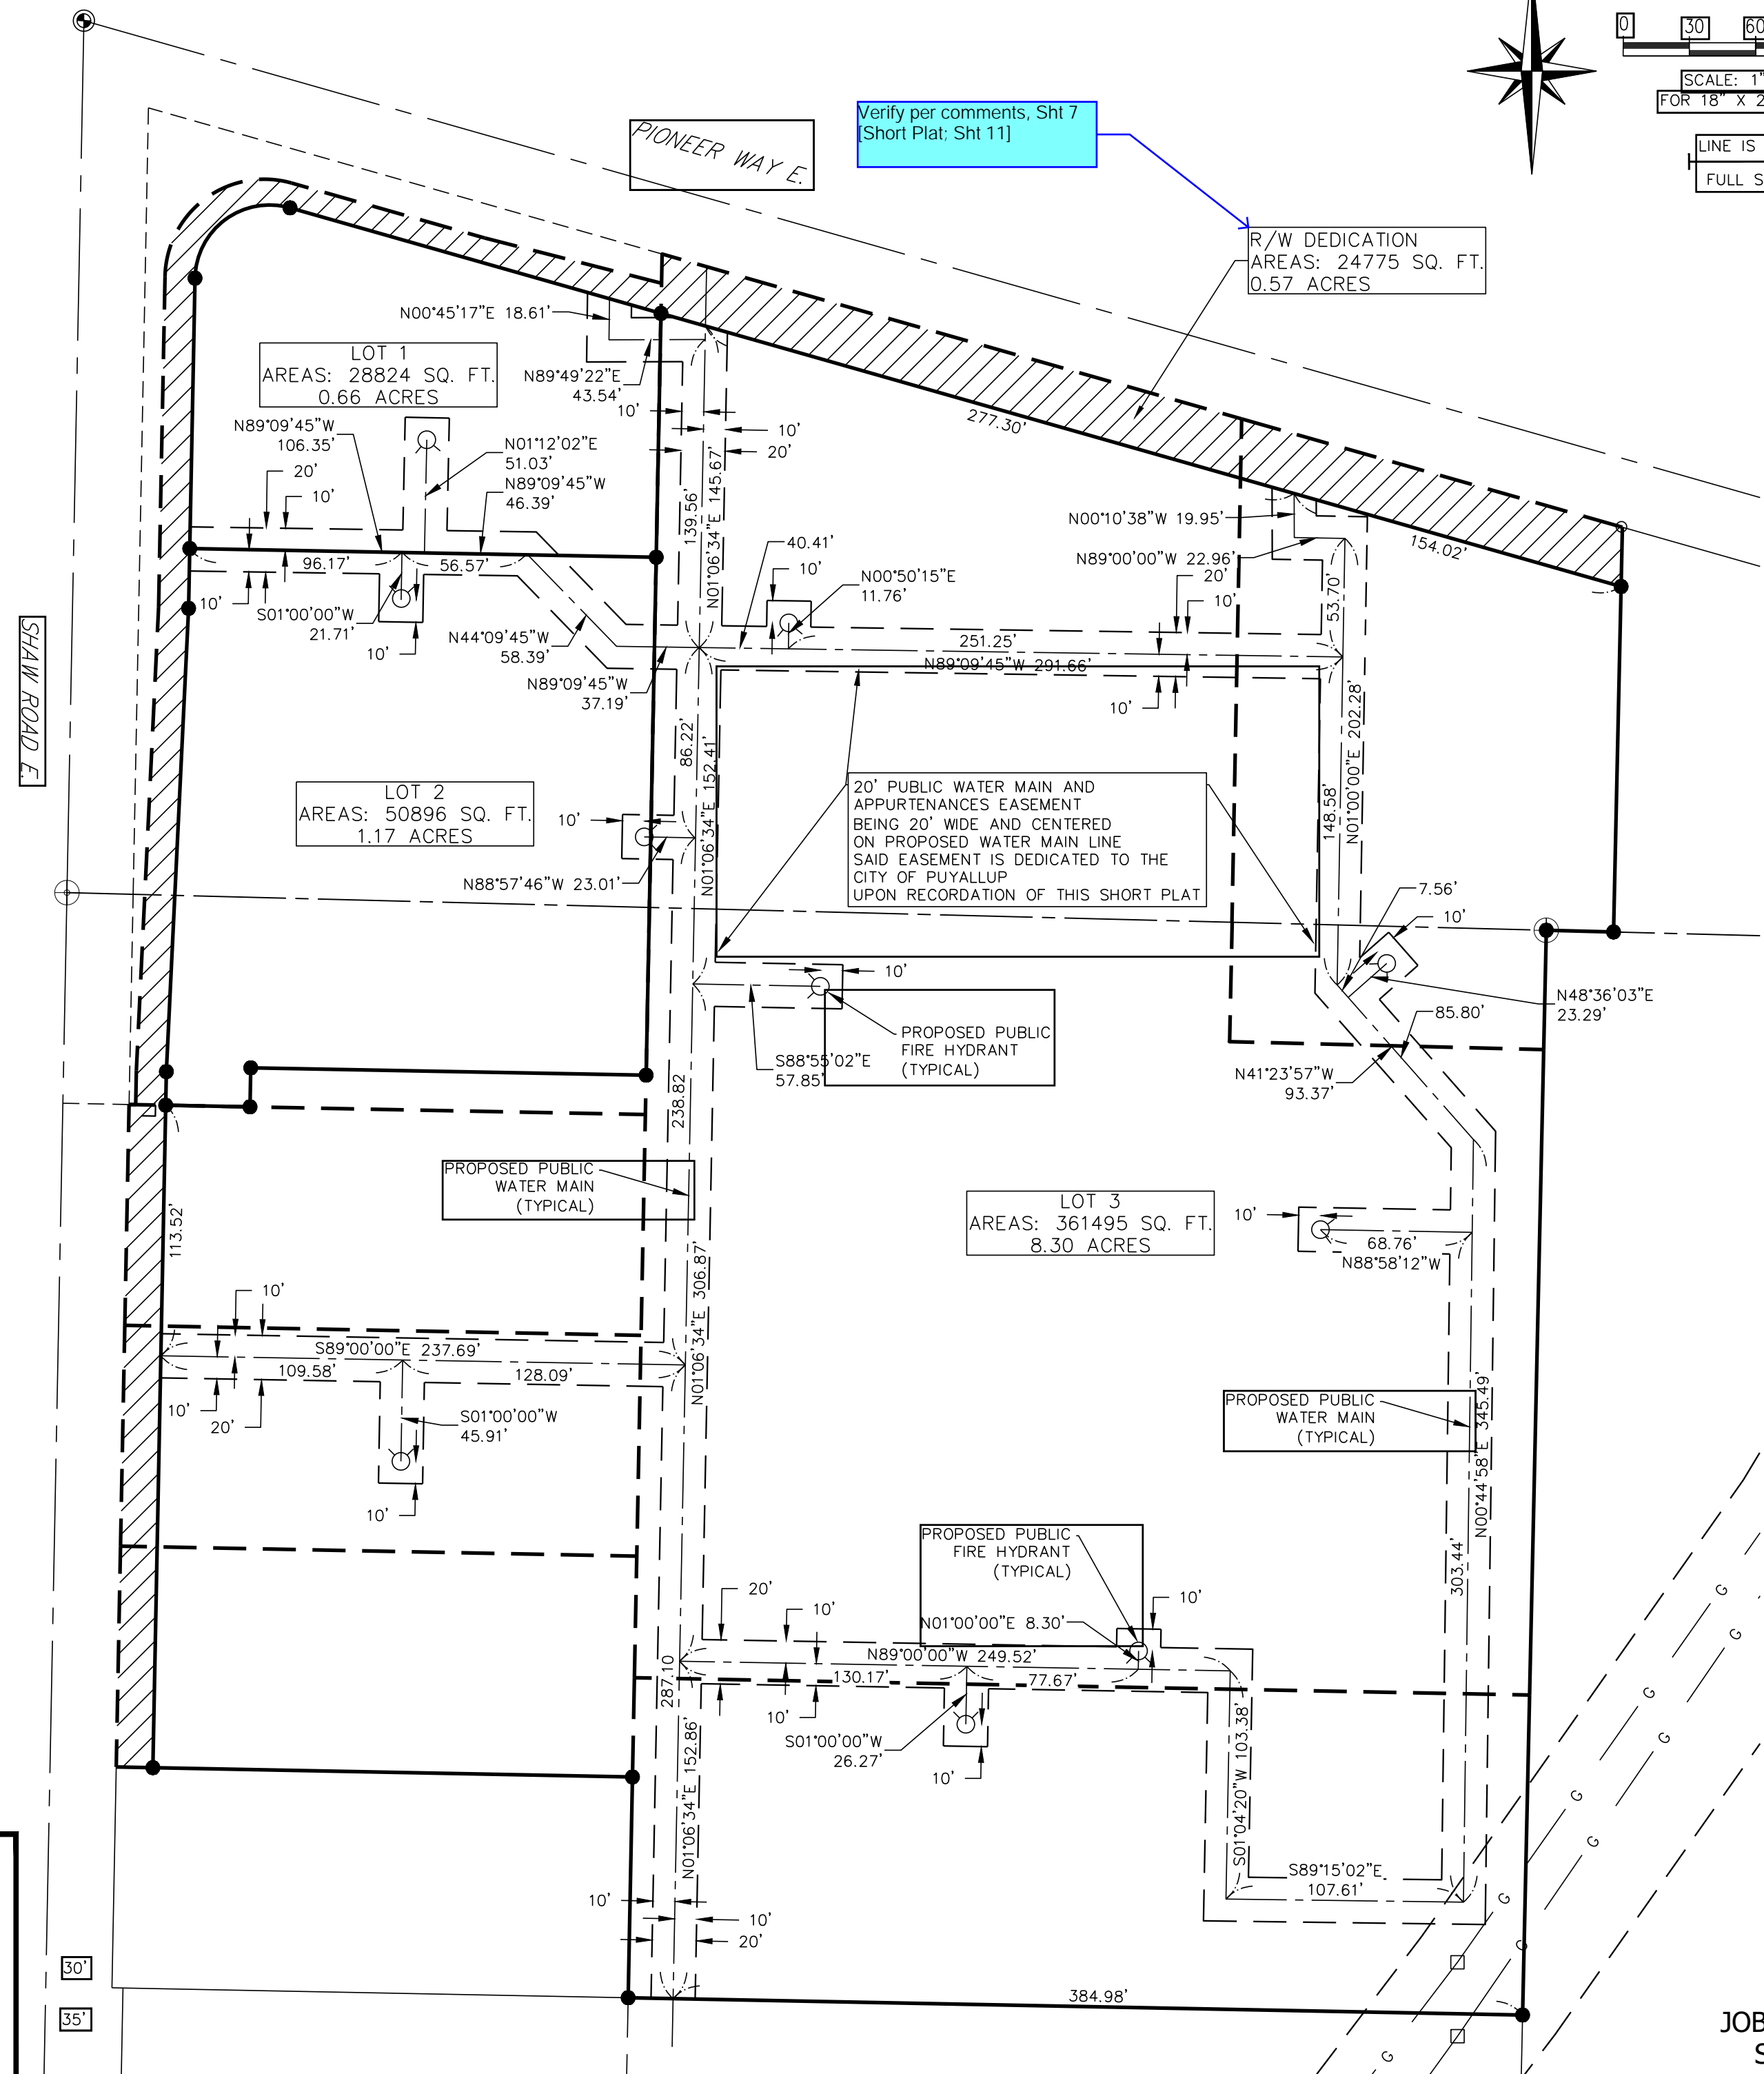 0
30
60
SCALE: 1"
FOR 18" X 2
LINE IS
FULL S
Verify per comments, Sht 7
[Short Plat; Sht 11]
PIONEER WAY E.
R/W DEDICATION
AREAS: 24775 SQ. FT.
0.57 ACRES
N00°45'17"E 18.61'
LOT 1
AREAS: 28824 SQ. FT.
0.66 ACRES
N89°49'22"E
43.54'
10'
10'
20'
277.30'
N89°09'45"W
106.35'
N01°12'02"E
51.03'
N89°09'45"W
46.39'
20'
10'
139.56'
N01°06'34"E 145.67'
N00°10'38"W 19.95'
154.02'
N89°00'00"W 22.96'
20'
10'
53.70'
40.41'
10'
N00°50'15"E
11.76'
96.17'
56.57'
10'
S01°00'00"W
21.71'
10'
N44°09'45"W
58.39'
251.25'
N89°09'45"W 291.66'
N89°09'45"W
37.19'
10'
SHAW ROAD E.
86.22'
N01°06'34"E 152.41'
148.58'
N01°00'00"E 202.28'
LOT 2
AREAS: 50896 SQ. FT.
1.17 ACRES
20' PUBLIC WATER MAIN AND
APPURTENANCES EASEMENT
BEING 20' WIDE AND CENTERED
ON PROPOSED WATER MAIN LINE
SAID EASEMENT IS DEDICATED TO THE
CITY OF PUYALLUP
UPON RECORDATION OF THIS SHORT PLAT
10'
N88°57'46"W 23.01'
7.56'
10'
10'
N48°36'03"E
23.29'
85.80'
PROPOSED PUBLIC
FIRE HYDRANT
(TYPICAL)
S88°55'02"E
57.85'
N41°23'57"W
93.37'
238.82
PROPOSED PUBLIC
WATER MAIN
(TYPICAL)
LOT 3
AREAS: 361495 SQ. FT.
8.30 ACRES
113.52'
10'
68.76'
N88°58'12"W
N01°06'34"E 306.87'
10'
S89°00'00"E 237.69'
109.58'
128.09'
10'
20'
S01°00'00"W
45.91'
10'
PROPOSED PUBLIC
WATER MAIN
(TYPICAL)
N00°44'58"E 345.49'
303.44'
PROPOSED PUBLIC
FIRE HYDRANT
(TYPICAL)
20'
10'
10'
N01°00'00"E 8.30'
N89°00'00"W 249.52'
130.17'
77.67'
10'
S01°00'00"W
26.27'
10'
287.10
N01°06'34"E 152.86'
S01°04'20"W 103.38'
S89°15'02"E
107.61'
10'
10'
20'
384.98'
30'
35'
G
G
G
G
G
G
G
G
G
G
JOB
S